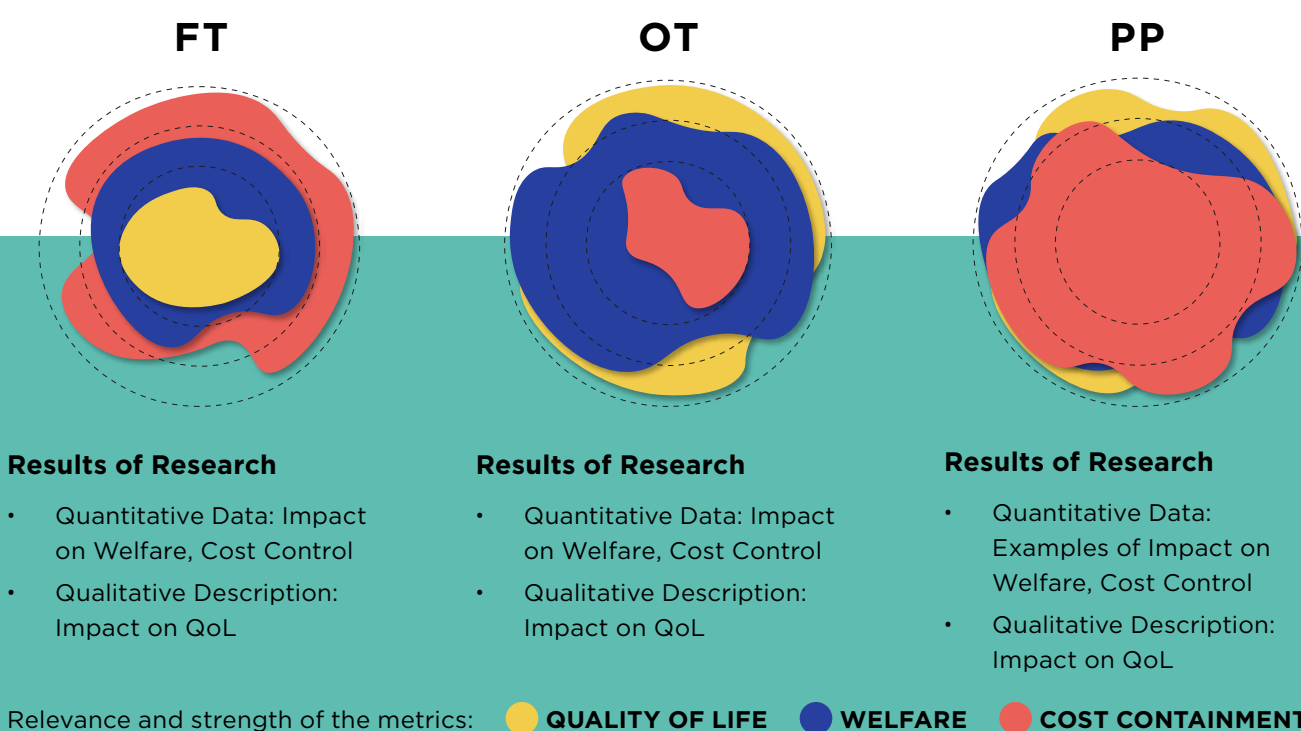 FT
OT
PP
Results of Research
• Quantitative Data: Impact
on Welfare, Cost Control
• Qualitative Description:
Impact on QoL
Results of Research
• Quantitative Data: Impact
on Welfare, Cost Control
• Qualitative Description:
Impact on QoL
Results of Research
• Quantitative Data:
Examples of Impact on
Welfare, Cost Control
• Qualitative Description:
Impact on QoL
Relevance and strength of the metrics: QUALITY OF LIFE WELFARE COST CONTAINMENT